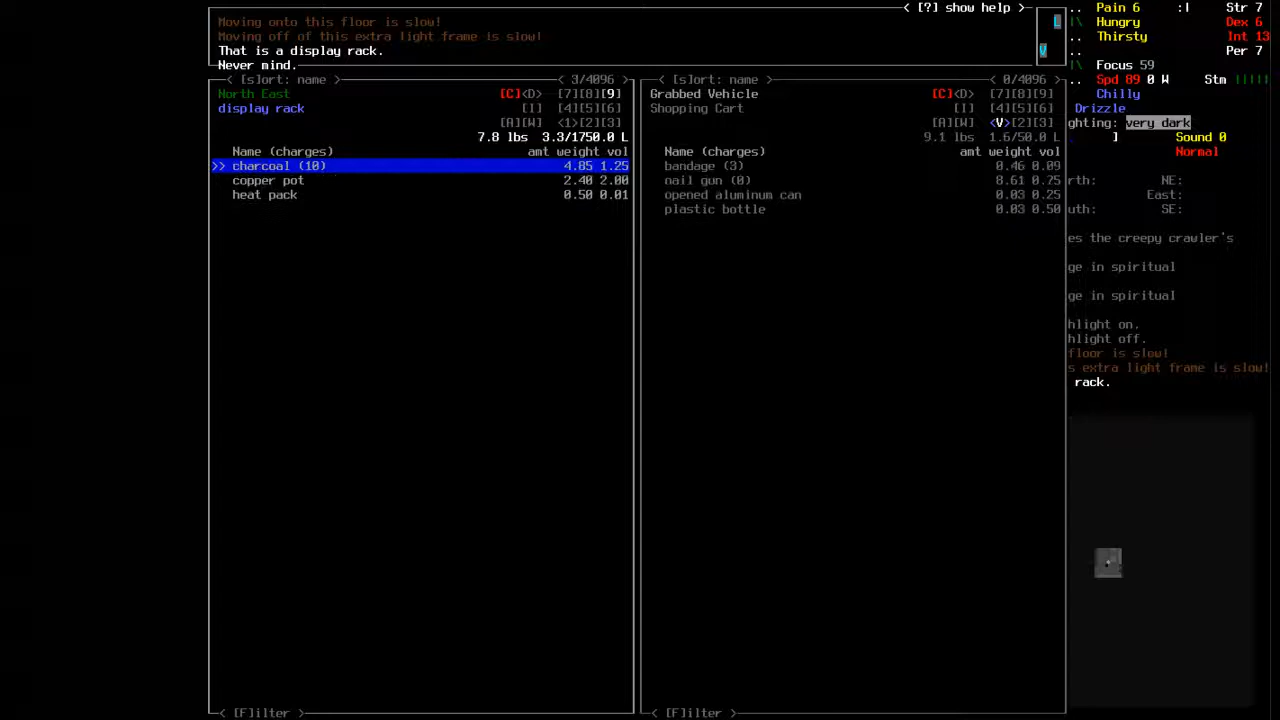 < [?] show help >
Moving onto this floor is slow!
Moving off of this extra light frame is slow!
That is a display rack.
Never mind.
L
V
.. Pain 6 :| Str 7
|\ Hungry Dex 6
.. Thirsty Int 13
.. Per 7
|\ Focus 59
.. Spd 89 0 W Stm |||||
Chilly
Drizzle
ghting: very dark
] Sound 0
Normal
rth: NE:
East:
uth: SE:
es the creepy crawler's
ge in spiritual
ge in spiritual
hlight on.
hlight off.
floor is slow!
s extra light frame is slow!
rack.
< [s]ort: name > < 3/4096 >
North East [C]<D> [7][8][9]
display rack [I] [4][5][6]
[A][W] <1>[2][3]
7.8 lbs 3.3/1750.0 L
Name (charges) amt weight vol
>> charcoal (10) 4.85 1.25
copper pot 2.40 2.00
heat pack 0.50 0.01
< [F]ilter >
< [s]ort: name > < 0/4096 >
Grabbed Vehicle [C]<D> [7][8][9]
Shopping Cart [I] [4][5][6]
[A][W] <V>[2][3]
9.1 lbs 1.6/50.0 L
Name (charges) amt weight vol
bandage (3) 0.46 0.09
nail gun (0) 8.61 0.75
opened aluminum can 0.03 0.25
plastic bottle 0.03 0.50
< [F]ilter >